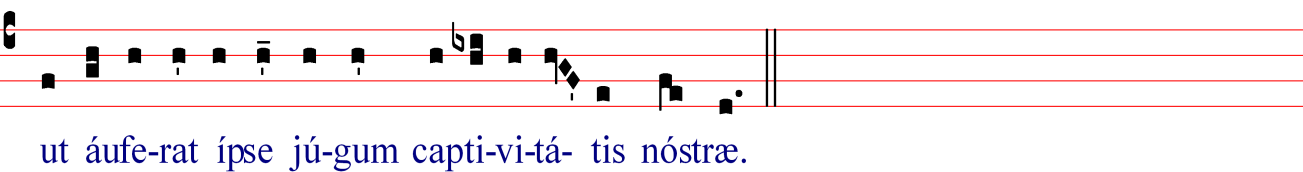 ut áufe-rat ípse jú-gum capti-vi-tá- tis nóstræ.